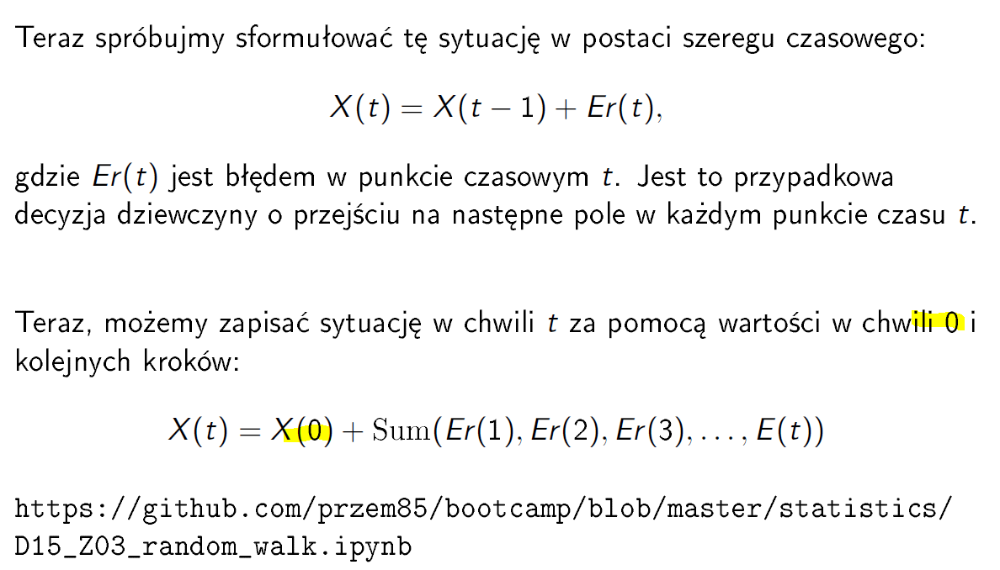 Teraz spróbujmy sformułować tę sytuację w postaci szeregu czasowego:
X(t) = X(t − 1) + Er(t),
gdzie Er(t) jest błędem w punkcie czasowym t. Jest to przypadkowa
decyzja dziewczyny o przejściu na następne pole w każdym punkcie czasu t.
Teraz, możemy zapisać sytuację w chwili t za pomocą wartości w chwili 0 i
kolejnych kroków:
X(t) = X(0) + Sum(Er(1), Er(2), Er(3), . . . , E(t))
https://github.com/przem85/bootcamp/blob/master/statistics/
D15_Z03_random_walk.ipynb